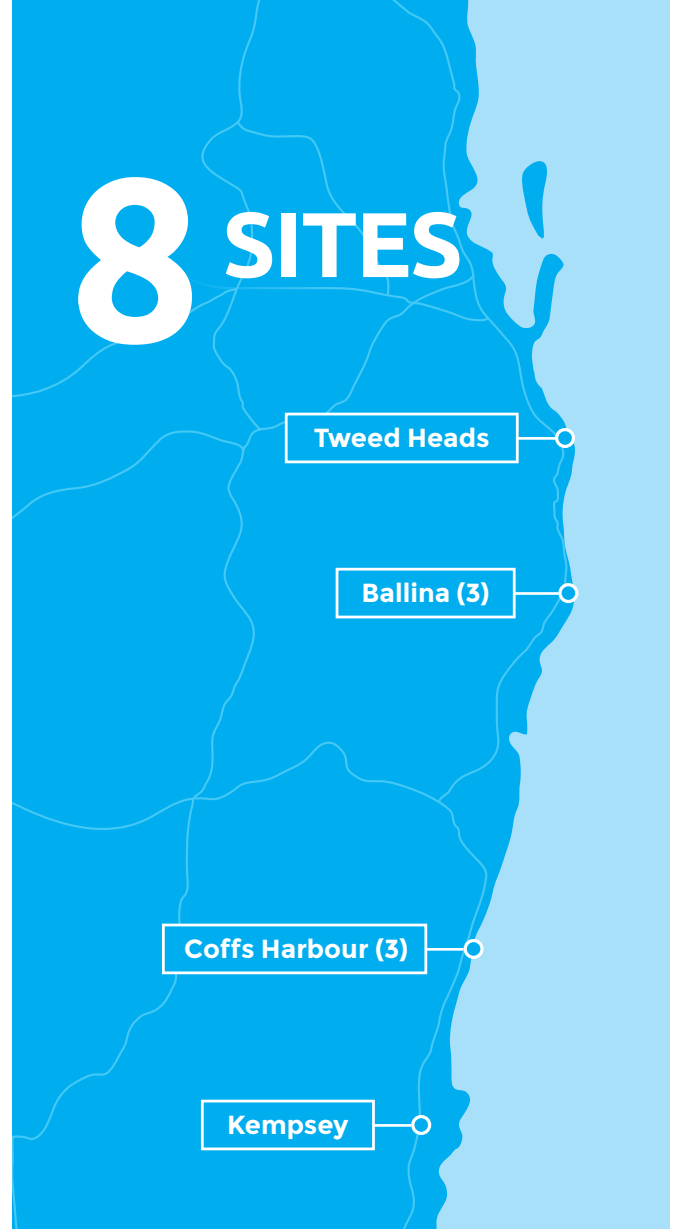 8 SITES
Tweed Heads
Ballina (3)
Coffs Harbour (3)
Kempsey